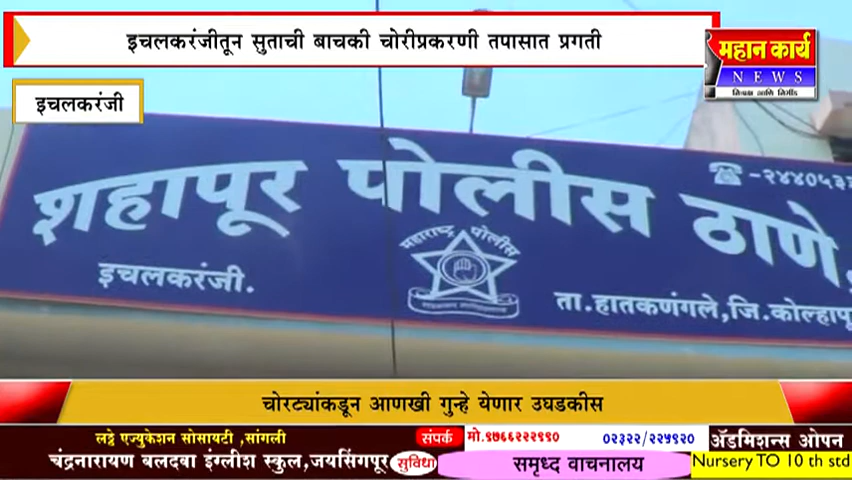 इचलकरंजीतून सुताची बाचकी चोरीप्रकरणी तपासात प्रगती
महान कार्य
NEWS
इचलकरंजी
शहापूर पोलीस ठाणे,
☎ -२४४०५३
महाराष्ट्र पोलीस
इचलकरंजी.
ता.हातकणंगले,जि.कोल्हापू
चोरट्यांकडून आणखी गुन्हे येणार उघडकीस
लठ्ठे एज्युकेशन सोसायटी ,सांगली
संपर्क मो.९७६६२२२९९० ०२३२२/२२५९२० ॲडमिशन्स ओपन
चंद्रनारायण बलदवा इंग्लीश स्कुल,जयसिंगपूर सुविधा समृध्द वाचनालय Nursery TO 10 th std